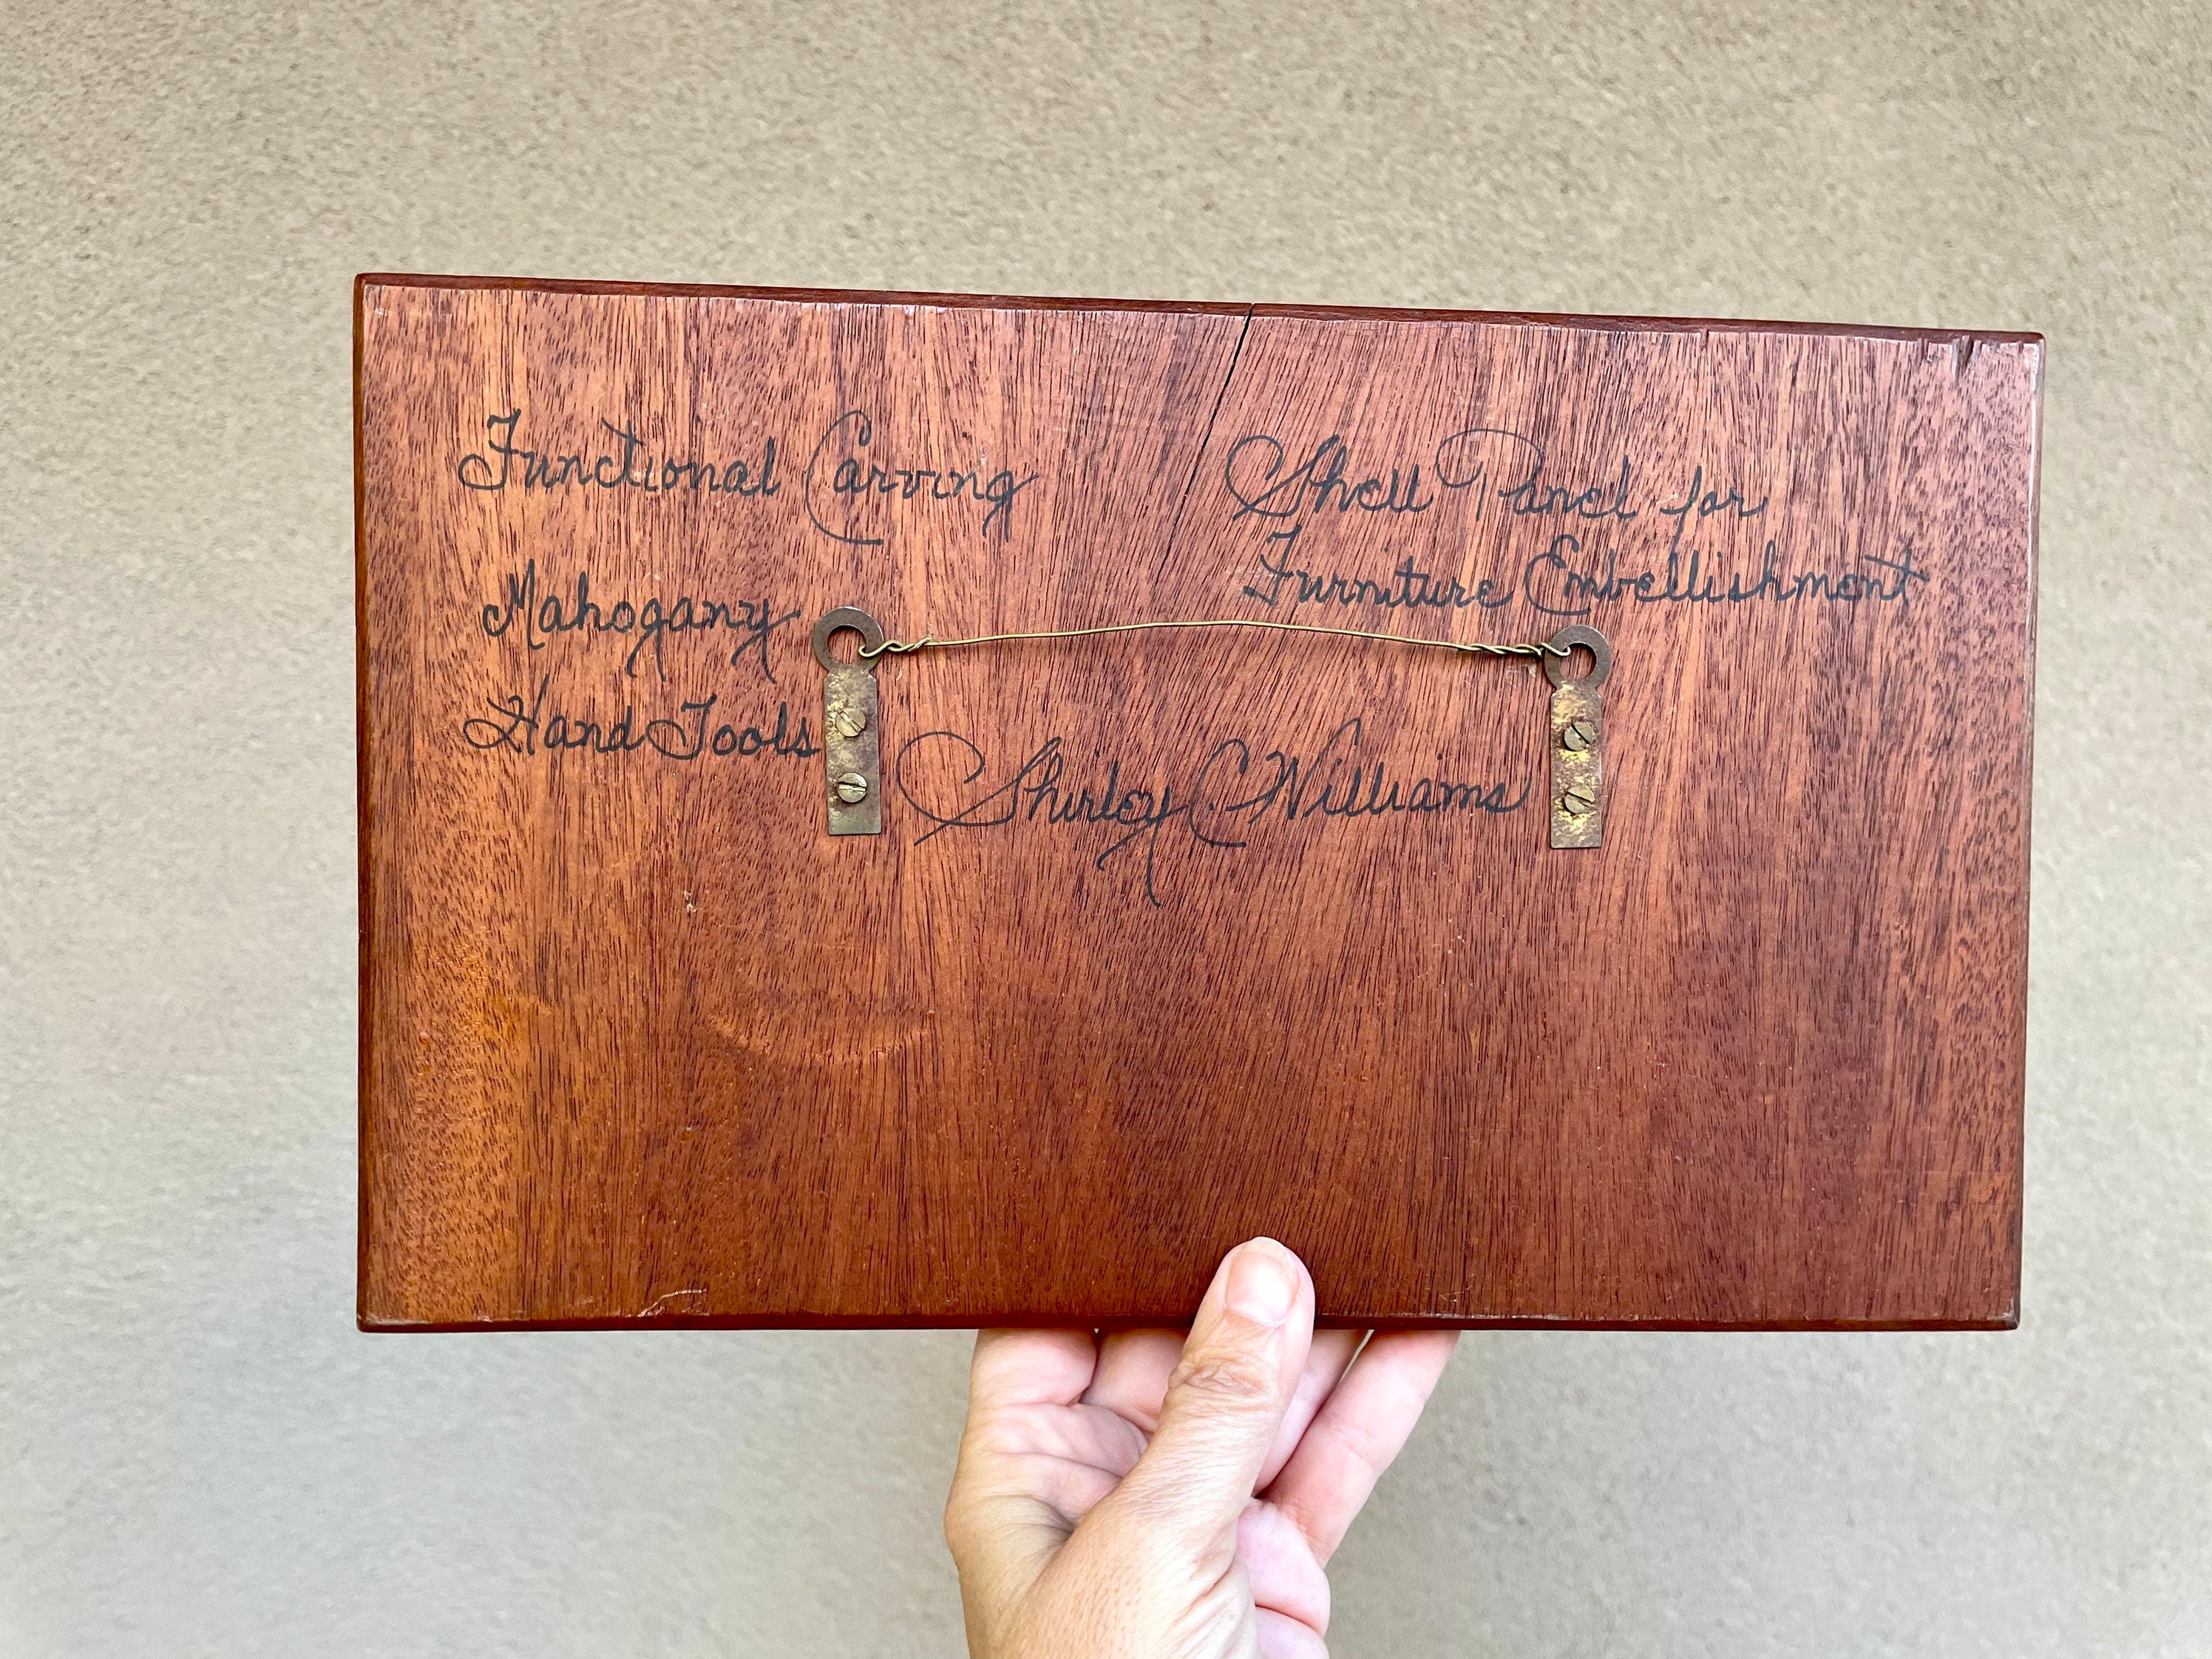 Functional Carving
Mahogany
Hand Tools
Shell Panel for
Furniture Embellishment
Shirley C. Williams